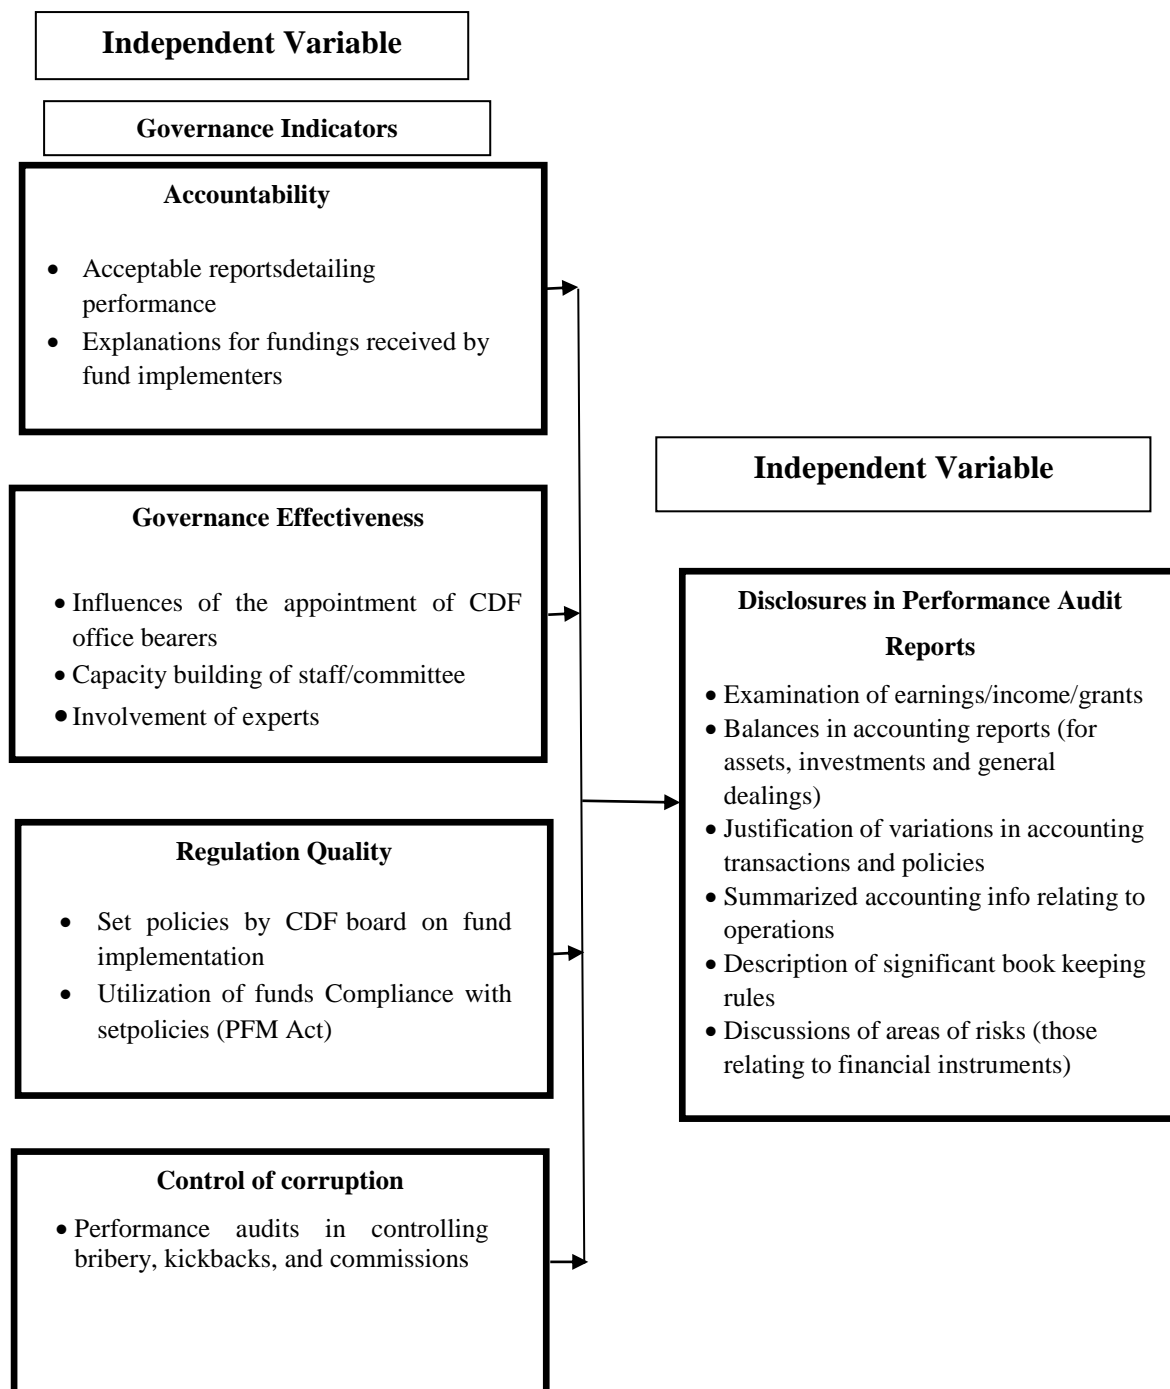 Independent Variable
Governance Indicators
Accountability
• Acceptable reportsdetailing
performance
• Explanations for fundings received by
fund implementers
Governance Effectiveness
• Influences of the appointment of CDF
office bearers
• Capacity building of staff/committee
• Involvement of experts
Regulation Quality
• Set policies by CDF board on fund
implementation
• Utilization of funds Compliance with
setpolicies (PFM Act)
Control of corruption
• Performance audits in controlling
bribery, kickbacks, and commissions
Independent Variable
Disclosures in Performance Audit
Reports
• Examination of earnings/income/grants
• Balances in accounting reports (for
assets, investments and general
dealings)
• Justification of variations in accounting
transactions and policies
• Summarized accounting info relating to
operations
• Description of significant book keeping
rules
• Discussions of areas of risks (those
relating to financial instruments)